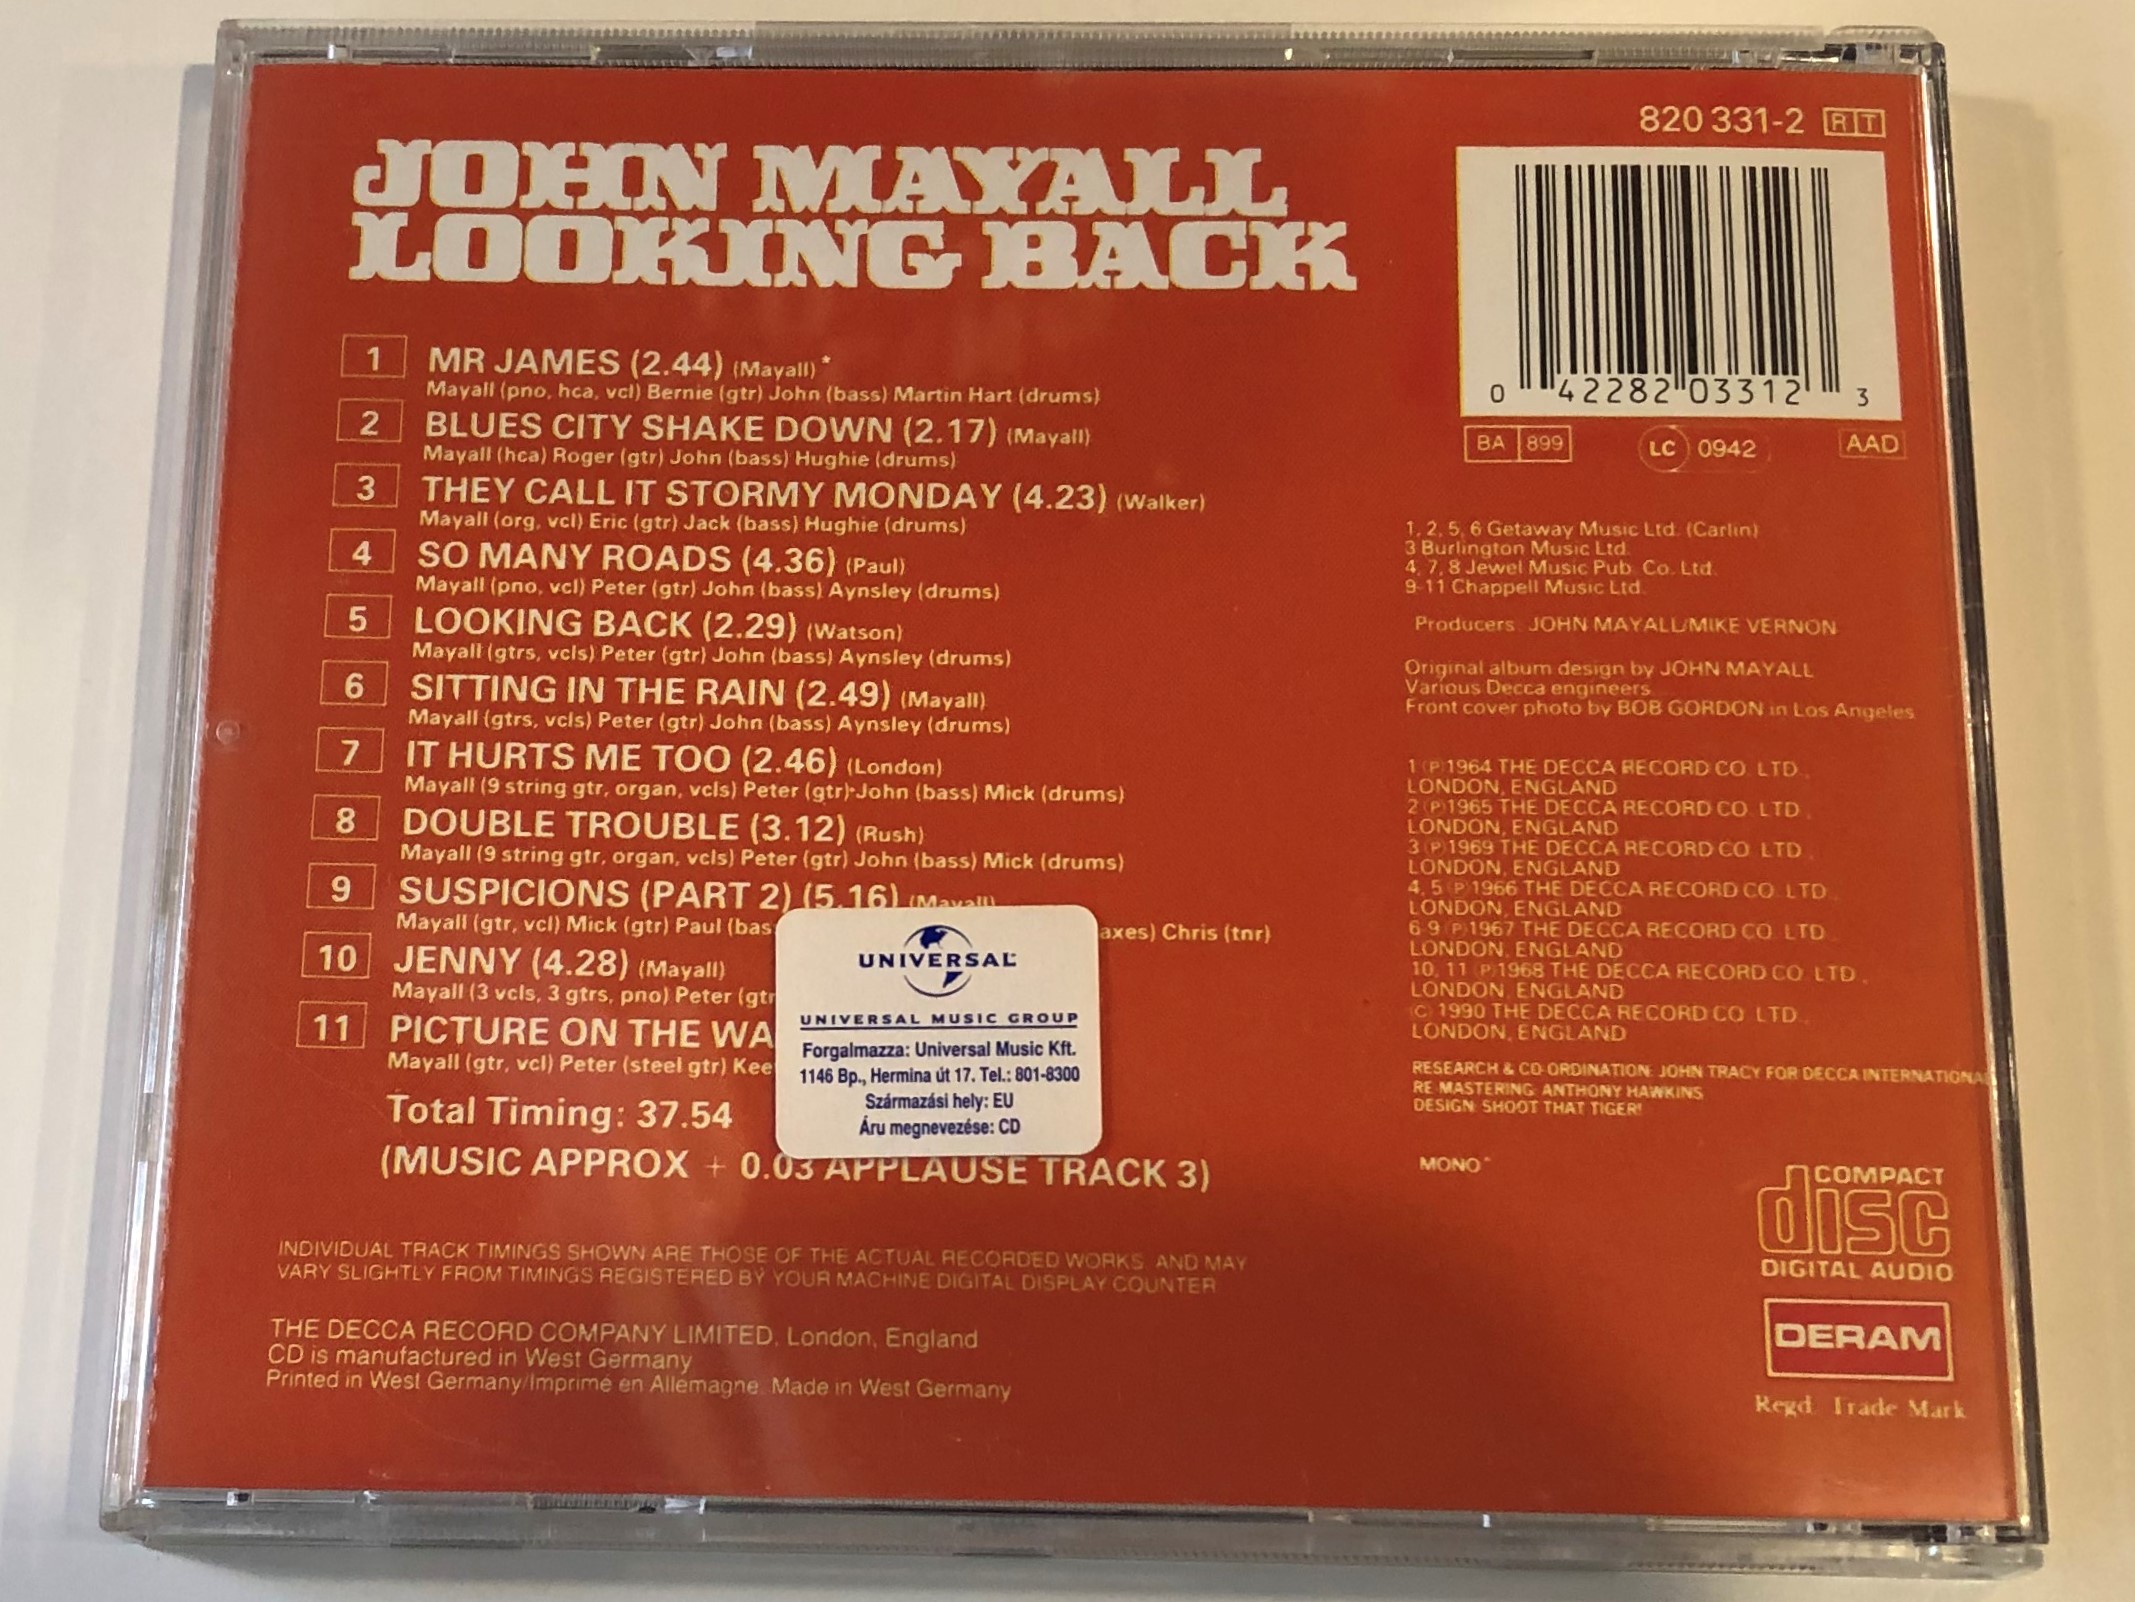 820 331-2 RT
JOHN MAYALL
LOOKING BACK
1 MR JAMES (2.44) (Mayall) *
Mayall (pno, hca, vcl) Bernie (gtr) John (bass) Martin Hart (drums)
2 BLUES CITY SHAKE DOWN (2.17) (Mayall)
Mayall (hca) Roger (gtr) John (bass) Hughie (drums)
3 THEY CALL IT STORMY MONDAY (4.23) (Walker)
Mayall (org, vcl) Eric (gtr) Jack (bass) Hughie (drums)
4 SO MANY ROADS (4.36) (Paul)
Mayall (pno, vcl) Peter (gtr) John (bass) Aynsley (drums)
5 LOOKING BACK (2.29) (Watson)
Mayall (gtrs, vcls) Peter (gtr) John (bass) Aynsley (drums)
6 SITTING IN THE RAIN (2.49) (Mayall)
Mayall (gtrs, vcls) Peter (gtr) John (bass) Aynsley (drums)
7 IT HURTS ME TOO (2.46) (London)
Mayall (9 string gtr, organ, vcls) Peter (gtr) John (bass) Mick (drums)
8 DOUBLE TROUBLE (3.12) (Rush)
Mayall (9 string gtr, organ, vcls) Peter (gtr) John (bass) Mick (drums)
9 SUSPICIONS (PART 2) (5.16) (Mayall)
Mayall (gtr, vcl) Mick (gtr) Paul (bas axes) Chris (tnr)
10 JENNY (4.28) (Mayall)
Mayall (3 vcls, 3 gtrs, pno) Peter (gtr
11 PICTURE ON THE WA
Mayall (gtr, vcl) Peter (steel gtr) Kee
Total Timing: 37.54
(MUSIC APPROX + 0.03 APPLAUSE TRACK 3)
UNIVERSAL
UNIVERSAL MUSIC GROUP
Forgalmazza: Universal Music Kft.
1146 Bp., Hermina út 17. Tel.: 801-8300
Származási hely: EU
Áru megnevezése: CD
INDIVIDUAL TRACK TIMINGS SHOWN ARE THOSE OF THE ACTUAL RECORDED WORKS, AND MAY
VARY SLIGHTLY FROM TIMINGS REGISTERED BY YOUR MACHINE DIGITAL DISPLAY COUNTER
THE DECCA RECORD COMPANY LIMITED, London, England
CD is manufactured in West Germany
Printed in West Germany/Imprimé en Allemagne. Made in West Germany
0 42282 03312 3
BA 899 LC 0942 AAD
1, 2, 5, 6 Getaway Music Ltd. (Carlin)
3 Burlington Music Ltd.
4, 7, 8 Jewel Music Pub. Co. Ltd.
9-11 Chappell Music Ltd.
Producers: JOHN MAYALL/MIKE VERNON
Original album design by JOHN MAYALL
Various Decca engineers....
Front cover photo by BOB GORDON in Los Angeles
1 (P) 1964 THE DECCA RECORD CO. LTD.,
LONDON, ENGLAND
2 (P) 1965 THE DECCA RECORD CO. LTD.,
LONDON, ENGLAND
3 (P) 1969 THE DECCA RECORD CO. LTD.,
LONDON, ENGLAND
4, 5 (P) 1966 THE DECCA RECORD CO. LTD.,
LONDON, ENGLAND
6-9 (P) 1967 THE DECCA RECORD CO. LTD.,
LONDON, ENGLAND
10, 11 (P) 1968 THE DECCA RECORD CO. LTD.,
LONDON, ENGLAND
(C) 1990 THE DECCA RECORD CO. LTD.,
LONDON, ENGLAND
RESEARCH & CO-ORDINATION: JOHN TRACY FOR DECCA INTERNATIONA
RE-MASTERING: ANTHONY HAWKINS
DESIGN: SHOOT THAT TIGER!
MONO*
COMPACT
disc
DIGITAL AUDIO
DERAM
Regd. Trade Mark